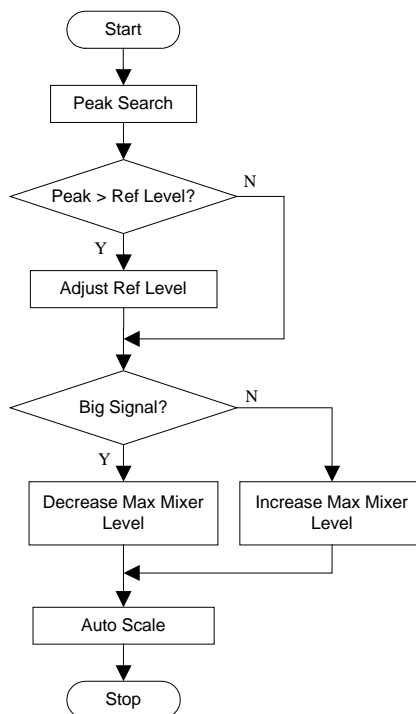 Start
Peak Search
Peak > Ref Level?
N
Y
Adjust Ref Level
Big Signal?
N
Y
Decrease Max Mixer
Level
Increase Max Mixer
Level
Auto Scale
Stop